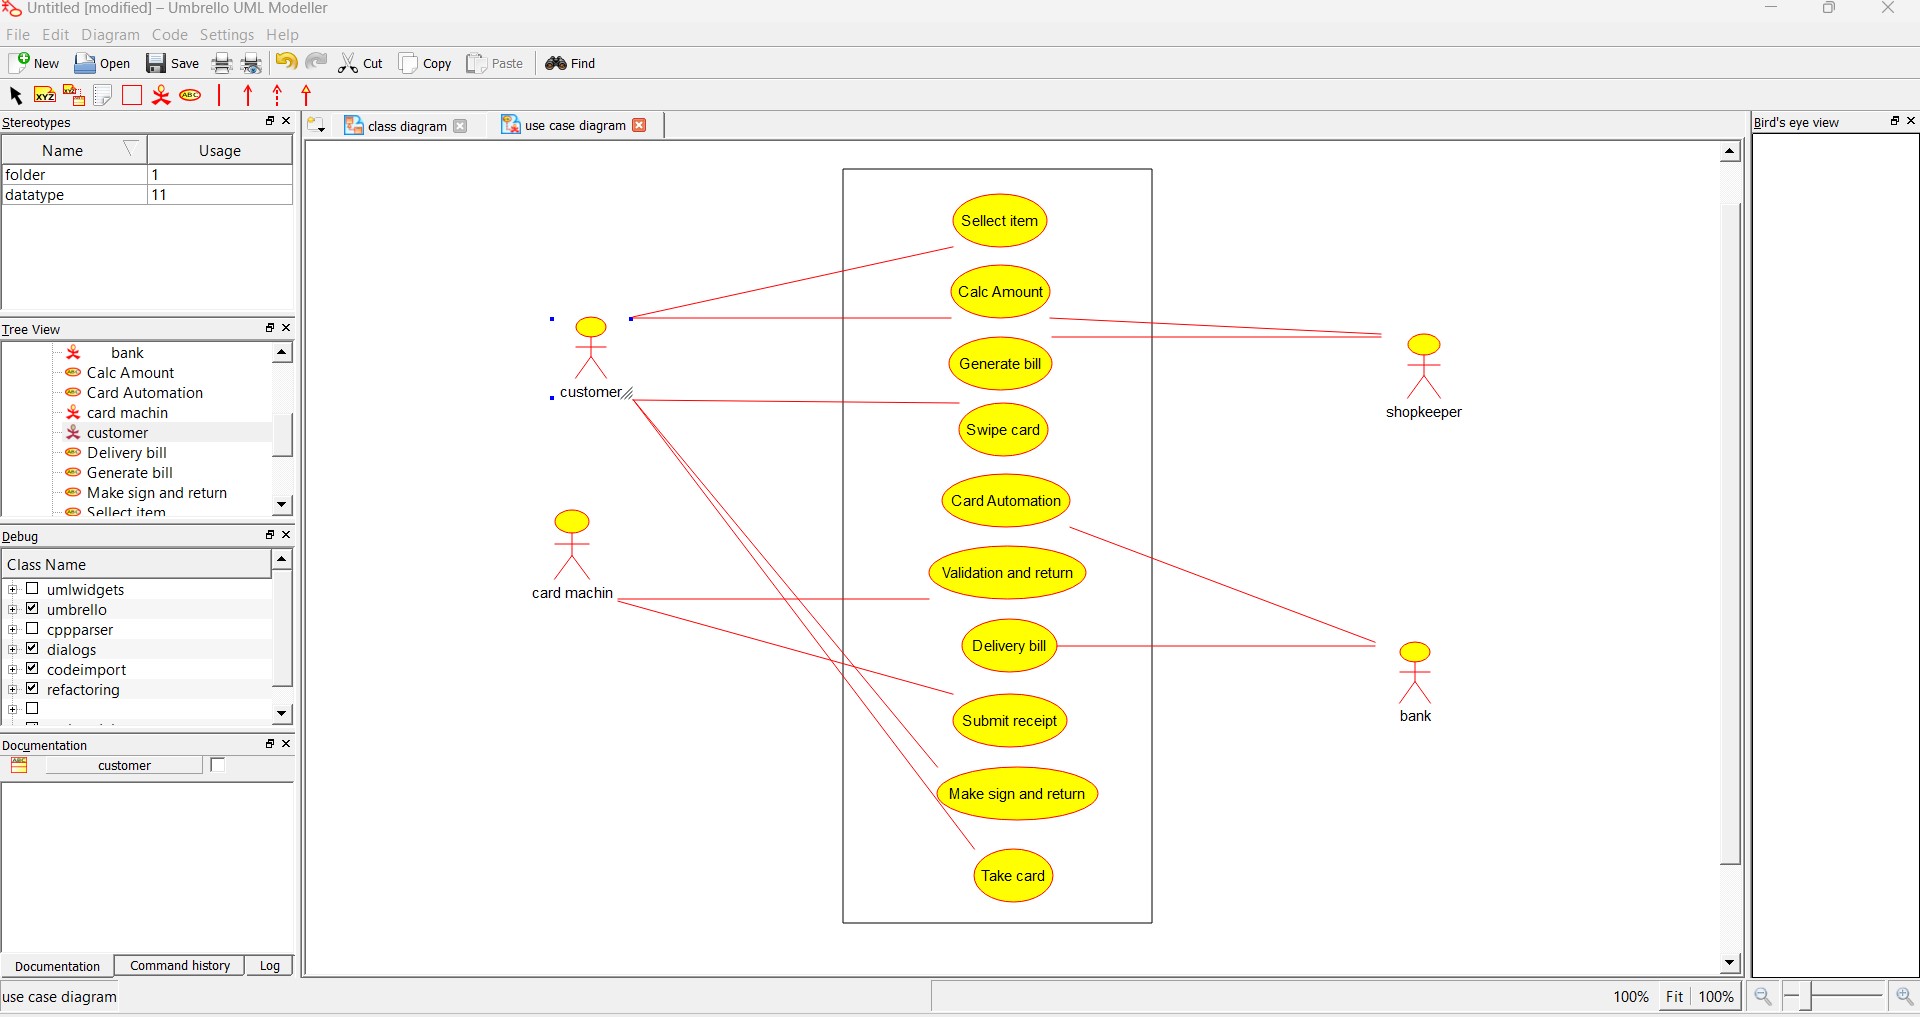 Untitled [modified] – Umbrello UML Modeller
File Edit Diagram Code Settings Help
New Open Save Cut Copy Paste Find
XYZ XYZ ABC
Stereotypes
Name Usage
folder 1
datatype 11
Tree View
bank
Calc Amount
Card Automation
card machin
customer
Delivery bill
Generate bill
Make sign and return
Sellect item
Debug
Class Name
umlwidgets
umbrello
cppparser
dialogs
codeimport
refactoring
Documentation
customer
Documentation Command history Log
use case diagram
class diagram use case diagram
Sellect item
Calc Amount
Generate bill
Swipe card
Card Automation
Validation and return
Delivery bill
Submit receipt
Make sign and return
Take card
customer
card machin
shopkeeper
bank
Bird's eye view
100% Fit 100%